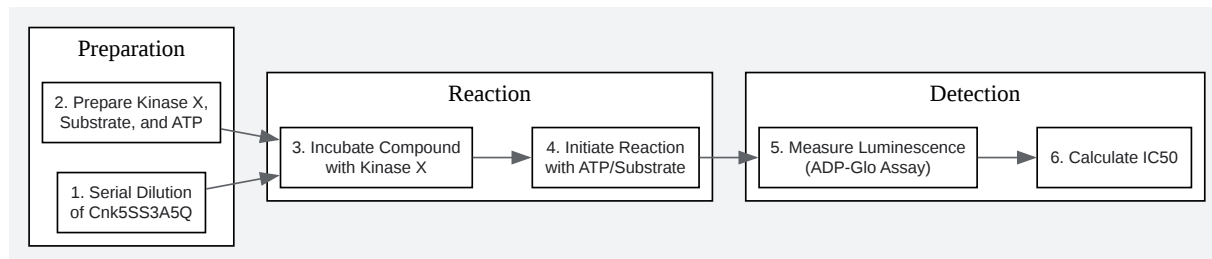 Preparation
2. Prepare Kinase X,
Substrate, and ATP
1. Serial Dilution
of Cnk5SS3A5Q
Reaction
3. Incubate Compound
with Kinase X
4. Initiate Reaction
with ATP/Substrate
Detection
5. Measure Luminescence
(ADP-Glo Assay)
6. Calculate IC50